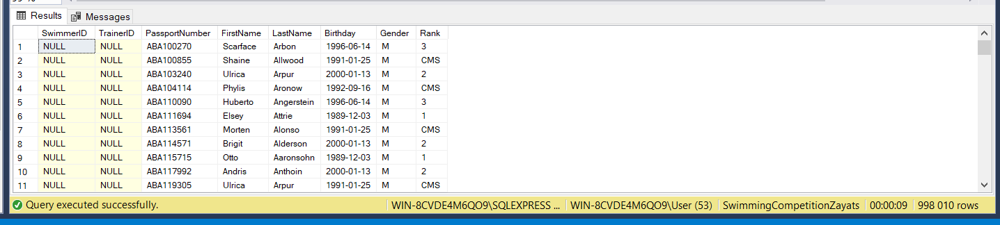 Results Messages
SwimmerID TrainerID PassportNumber FirstName LastName Birthday Gender Rank
1 NULL NULL ABA100270 Scarface Arbon 1996-06-14 M 3
2 NULL NULL ABA100855 Shaine Allwood 1991-01-25 M CMS
3 NULL NULL ABA103240 Ulrica Arpur 2000-01-13 M 2
4 NULL NULL ABA104114 Phylis Aronow 1992-09-16 M CMS
5 NULL NULL ABA110090 Huberto Angerstein 1996-06-14 M 3
6 NULL NULL ABA111694 Elsey Attrie 1989-12-03 M 1
7 NULL NULL ABA113561 Morten Alonso 1991-01-25 M CMS
8 NULL NULL ABA114571 Brigit Alderson 2000-01-13 M 2
9 NULL NULL ABA115715 Otto Aaronsohn 1989-12-03 M 1
10 NULL NULL ABA117992 Andris Anthoin 2000-01-13 M 2
11 NULL NULL ABA119305 Ulrica Arpur 1991-01-25 M CMS
Query executed successfully. WIN-8CVDE4M6QO9\SQLEXPRESS ... WIN-8CVDE4M6QO9\User (53) SwimmingCompetitionZayats 00:00:09 998 010 rows